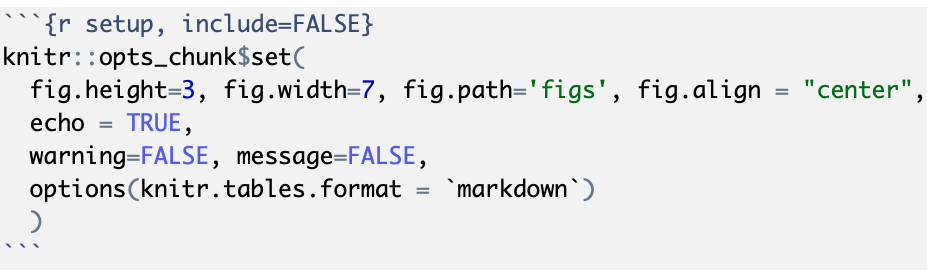 ```{r setup, include=FALSE}
knitr::opts_chunk$set(
  fig.height=3, fig.width=7, fig.path='figs', fig.align = "center",
  echo = TRUE,
  warning=FALSE, message=FALSE,
  options(knitr.tables.format = `markdown`)
  )
```